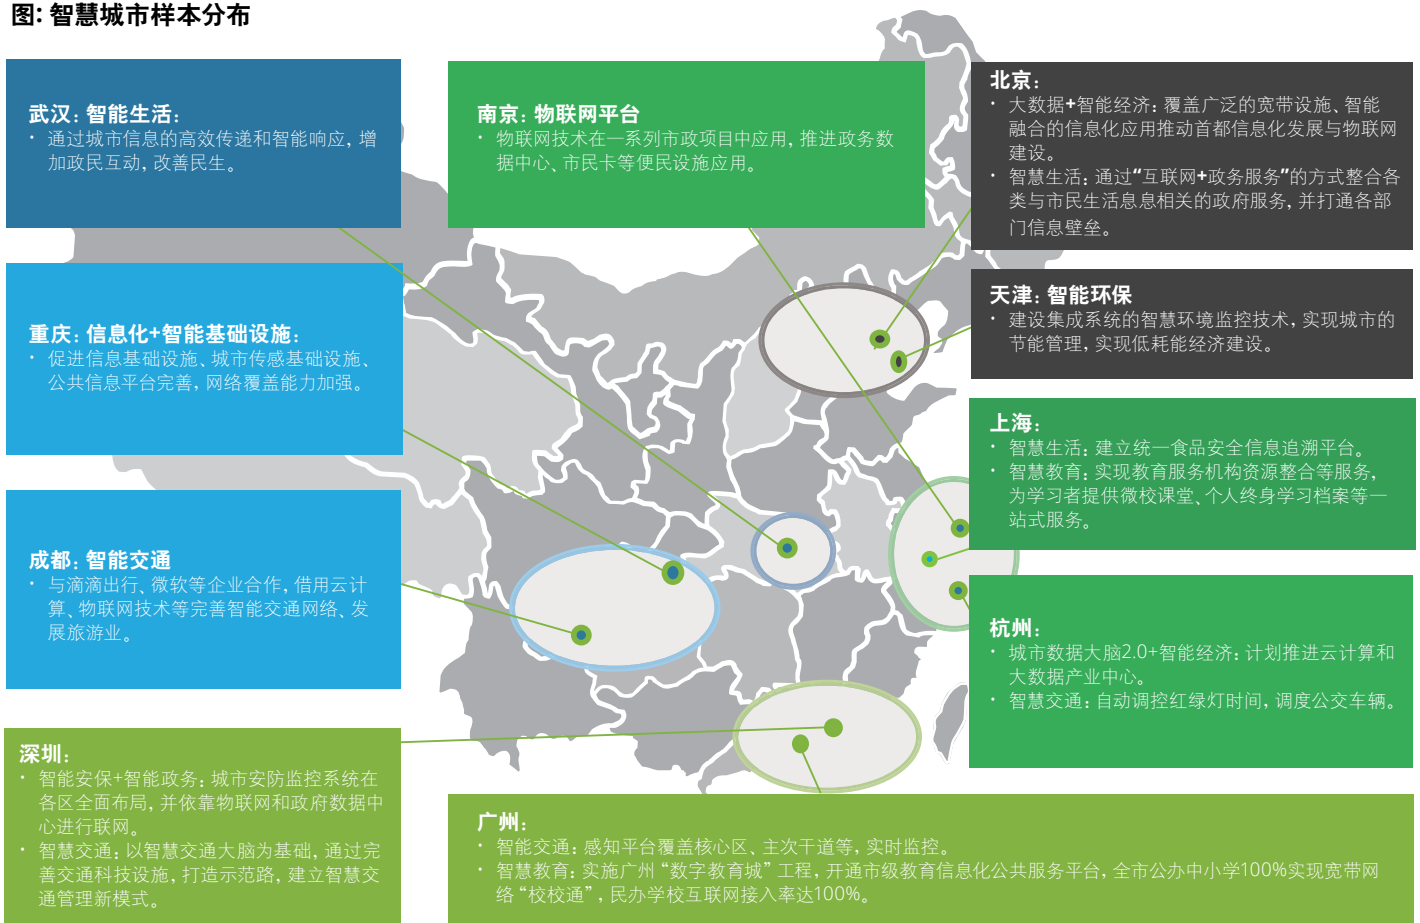 图: 智慧城市样本分布
武汉: 智能生活:
· 通过城市信息的高效传递和智能响应, 增
加政民互动, 改善民生。
重庆: 信息化+智能基础设施:
· 促进信息基础设施、城市传感基础设施、
公共信息平台完善, 网络覆盖能力加强。
成都: 智能交通
· 与滴滴出行、微软等企业合作, 借用云计
算、物联网技术等完善智能交通网络、发
展旅游业。
深圳:
· 智能安保+智能政务: 城市安防监控系统在
各区全面布局, 并依靠物联网和政府数据中
心进行联网。
· 智慧交通: 以智慧交通大脑为基础, 通过完
善交通科技设施, 打造示范路, 建立智慧交
通管理新模式。
南京: 物联网平台
· 物联网技术在一系列市政项目中应用, 推进政务数
据中心、市民卡等便民设施应用。
北京:
· 大数据+智能经济: 覆盖广泛的宽带设施、智能
融合的信息化应用推动首都信息化发展与物联网
建设。
· 智慧生活: 通过“互联网+政务服务”的方式整合各
类与市民生活息息相关的政府服务, 并打通各部
门信息壁垒。
天津: 智能环保
· 建设集成系统的智慧环境监控技术, 实现城市的
节能管理, 实现低耗能经济建设。
上海:
· 智慧生活: 建立统一食品安全信息追溯平台。
· 智慧教育: 实现教育服务机构资源整合等服务,
为学习者提供微校课堂、个人终身学习档案等一
站式服务。
杭州:
· 城市数据大脑2.0+智能经济: 计划推进云计算和
大数据产业中心。
· 智慧交通: 自动调控红绿灯时间, 调度公交车辆。
广州:
· 智能交通: 感知平台覆盖核心区、主次干道等, 实时监控。
· 智慧教育: 实施广州“数字教育城”工程, 开通市级教育信息化公共服务平台, 全市公办中小学100%实现宽带网
络“校校通”, 民办学校互联网接入率达100%。